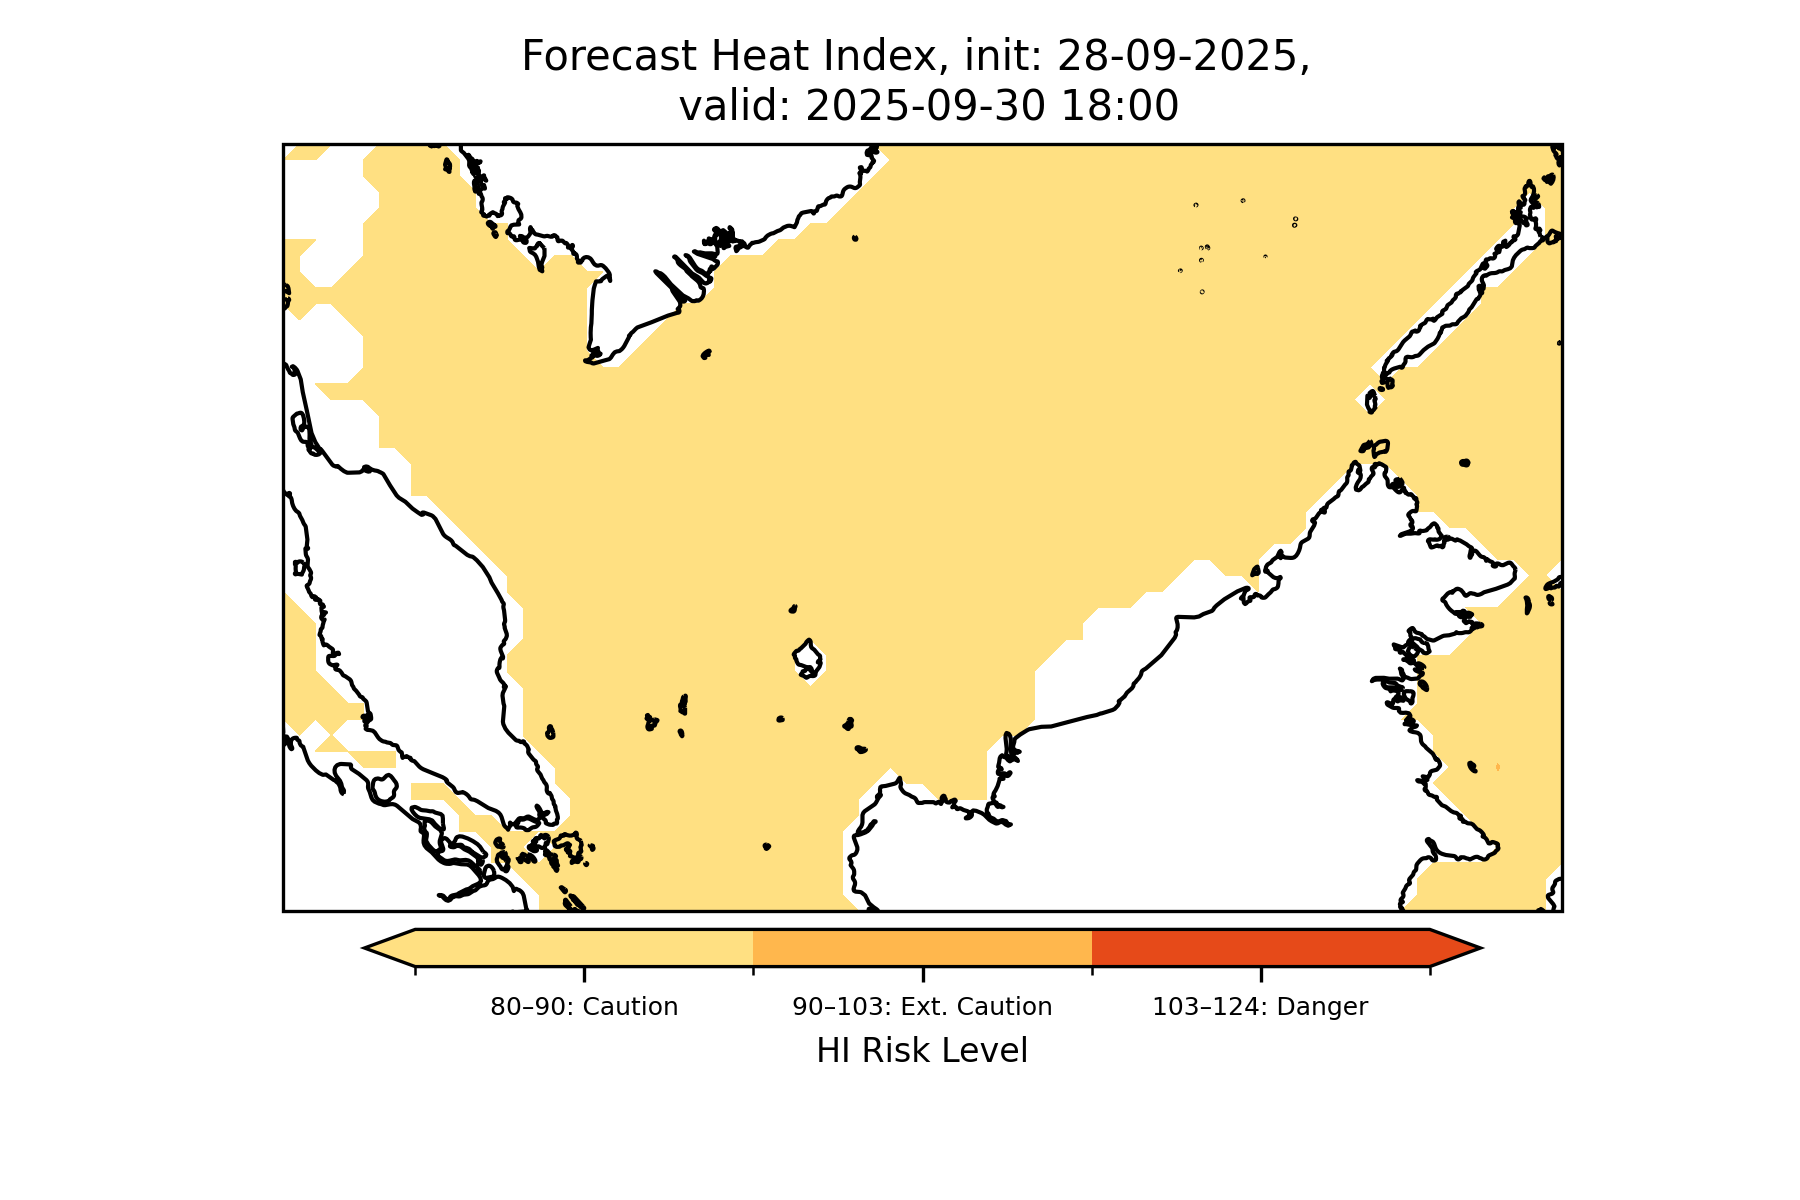 Forecast Heat Index, init: 28-09-2025,
valid: 2025-09-30 18:00
80–90: Caution
90–103: Ext. Caution
103–124: Danger
HI Risk Level